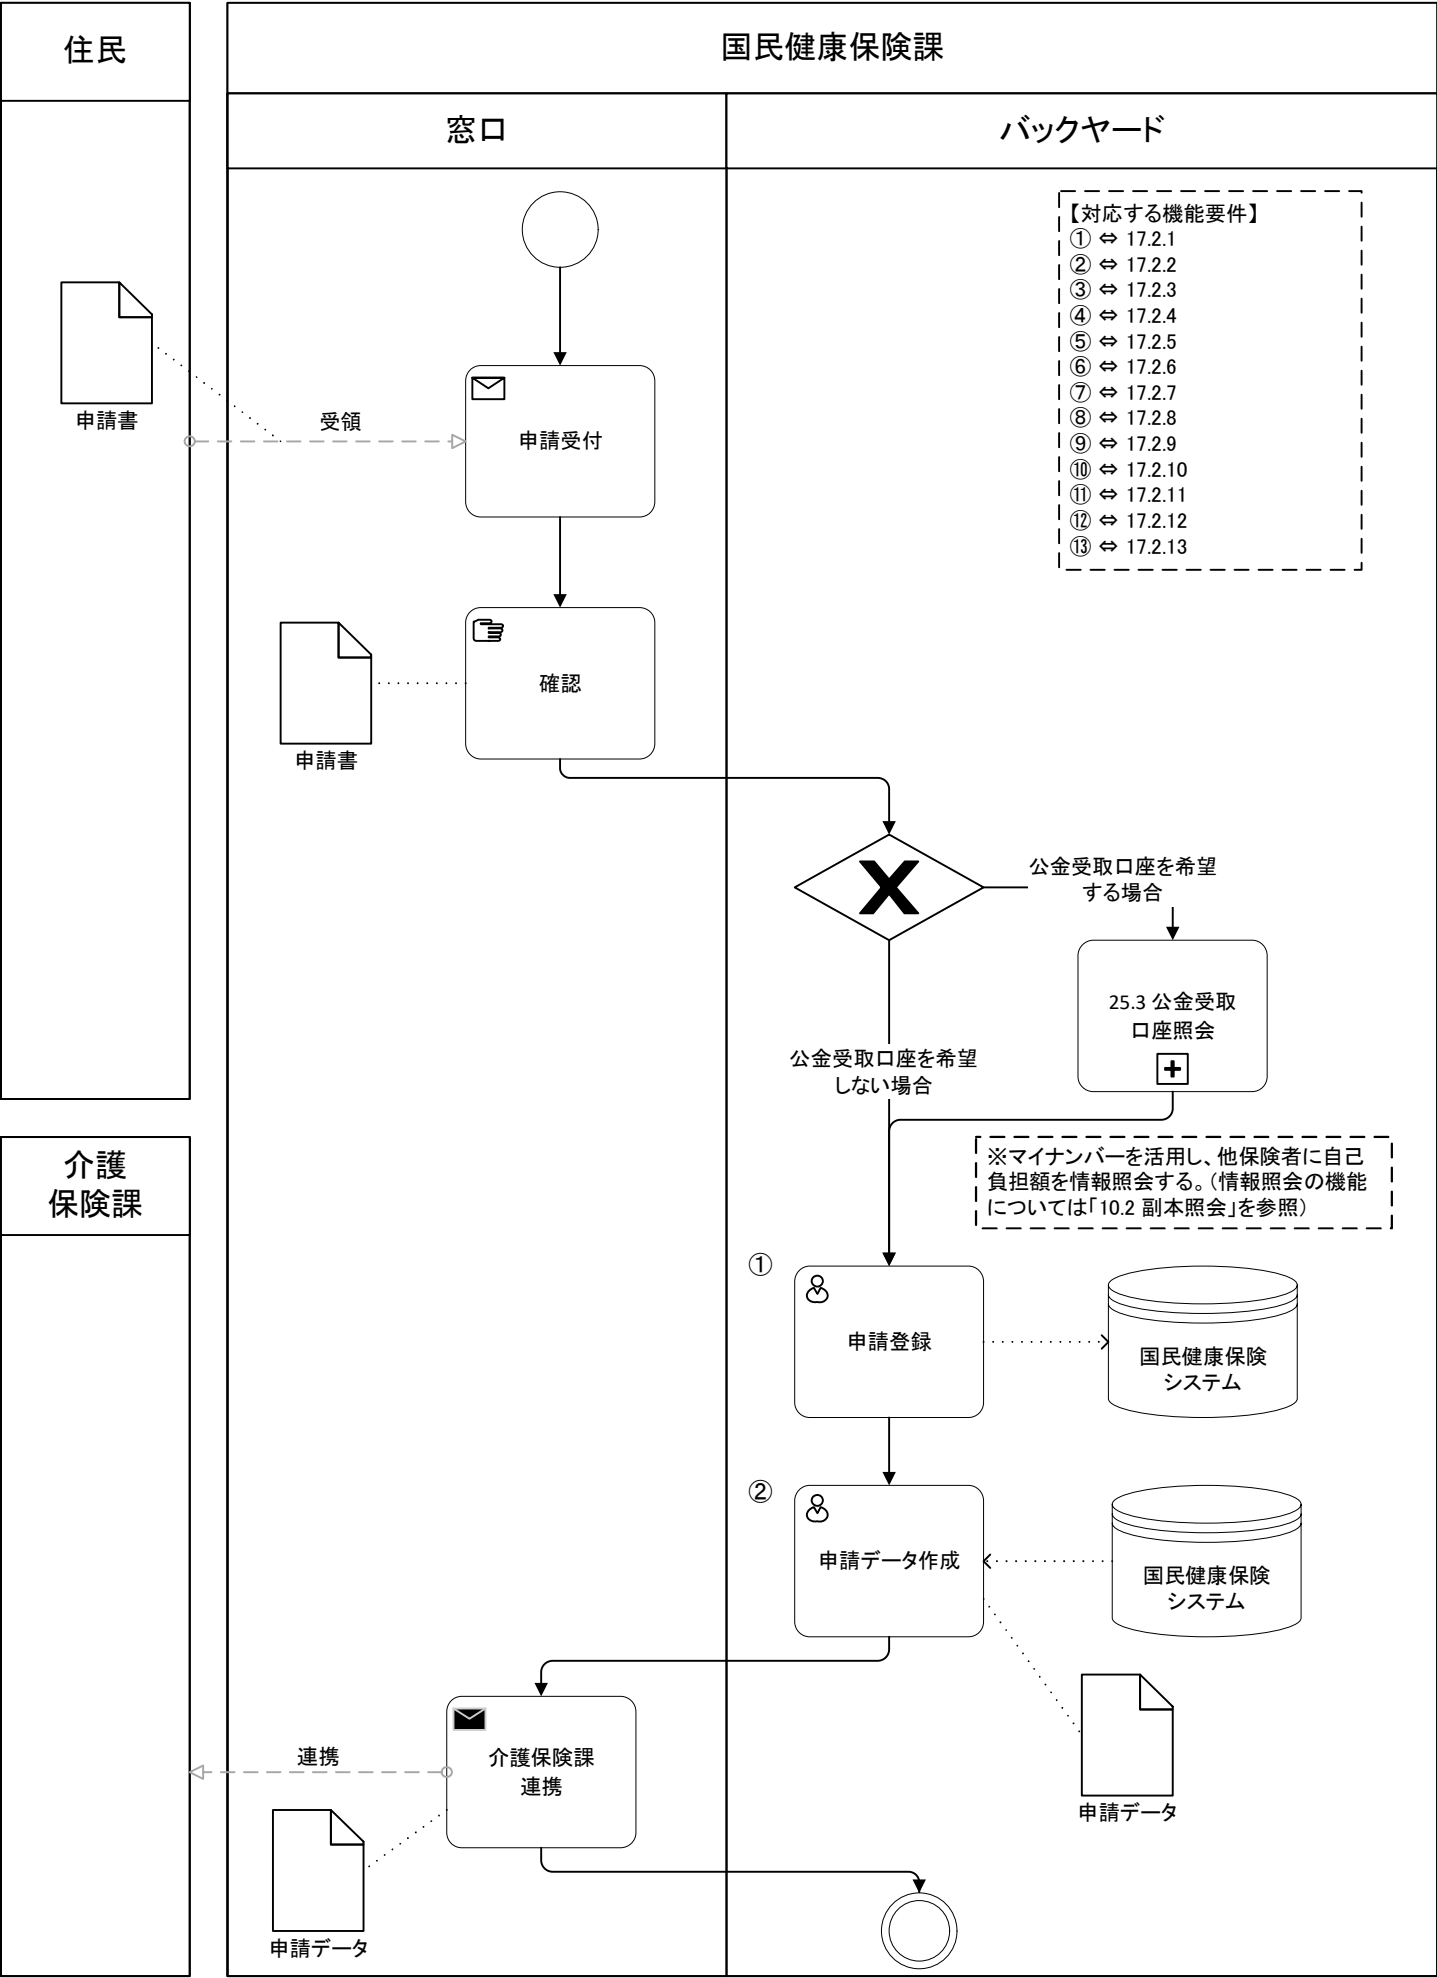 住民
国民健康保険課
窓口
バックヤード
【対応する機能要件】
① ⇔ 17.2.1
② ⇔ 17.2.2
③ ⇔ 17.2.3
④ ⇔ 17.2.4
⑤ ⇔ 17.2.5
⑥ ⇔ 17.2.6
⑦ ⇔ 17.2.7
⑧ ⇔ 17.2.8
⑨ ⇔ 17.2.9
⑩ ⇔ 17.2.10
⑪ ⇔ 17.2.11
⑫ ⇔ 17.2.12
⑬ ⇔ 17.2.13
申請書
受領
申請受付
確認
申請書
公金受取口座を希望
する場合
25.3 公金受取
口座照会
公金受取口座を希望
しない場合
※マイナンバーを活用し、他保険者に自己
負担額を情報照会する。（情報照会の機能
については「10.2 副本照会」を参照）
介護
保険課
①
申請登録
国民健康保険
システム
②
申請データ作成
国民健康保険
システム
申請データ
連携
介護保険課
連携
申請データ